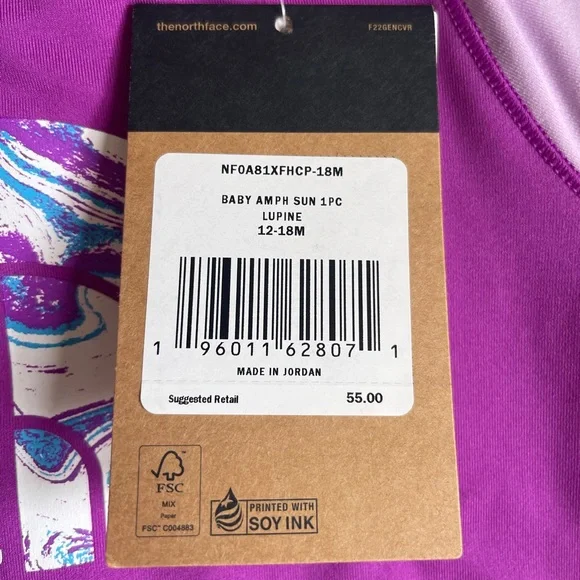 thenorthface.com
F22GENCVR
NF0A81XFHCP-18M
BABY AMPH SUN 1PC
LUPINE
12-18M
1 96011 62807 1
MADE IN JORDAN
Suggested Retail 55.00
FSC
MIX
Paper
FSC™ C004883
PRINTED WITH
SOY INK